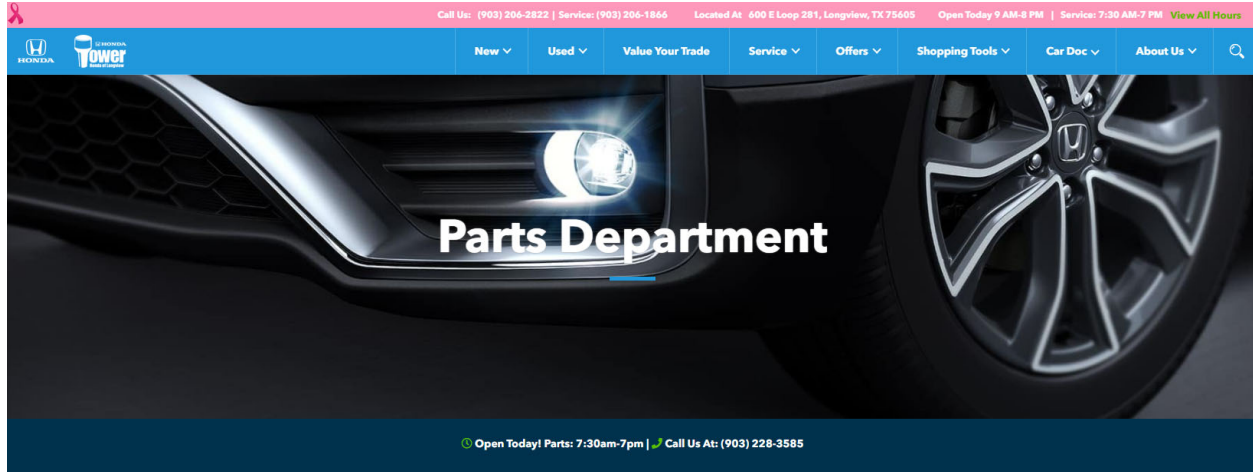 Call Us: (903) 206-2822 | Service: (903) 206-1866 Located At 600 E Loop 281, Longview, TX 75605 Open Today 9 AM-8 PM | Service: 7:30 AM-7 PM View All Hours
HONDA
HONDA
Tower
Honda of Longview
New Used Value Your Trade Service Offers Shopping Tools Car Doc About Us
Parts Department
Open Today! Parts: 7:30am-7pm | Call Us At: (903) 228-3585